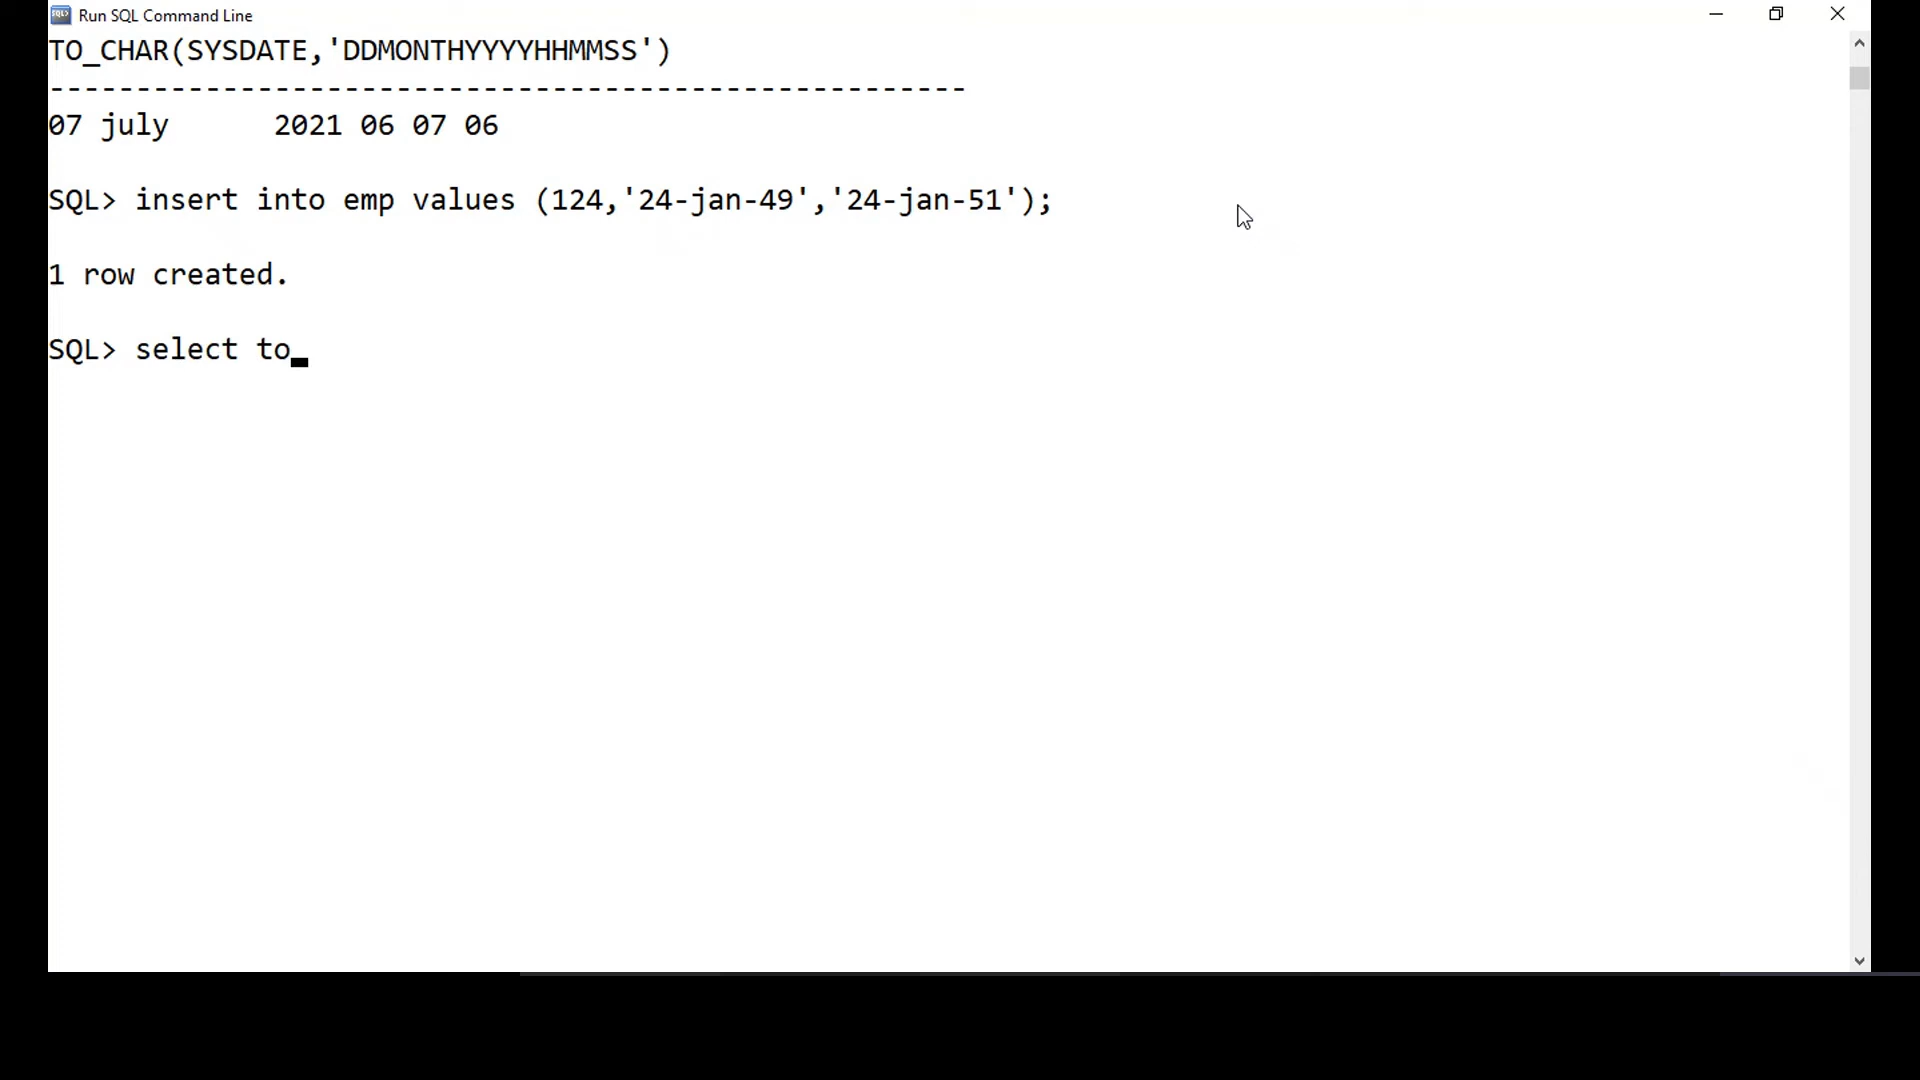 Run SQL Command Line
TO_CHAR(SYSDATE,'DDMONTHYYYYHHMMSS')
-----------------------------------------------------
07 july      2021 06 07 06
SQL> insert into emp values (124,'24-jan-49','24-jan-51');
1 row created.
SQL> select to